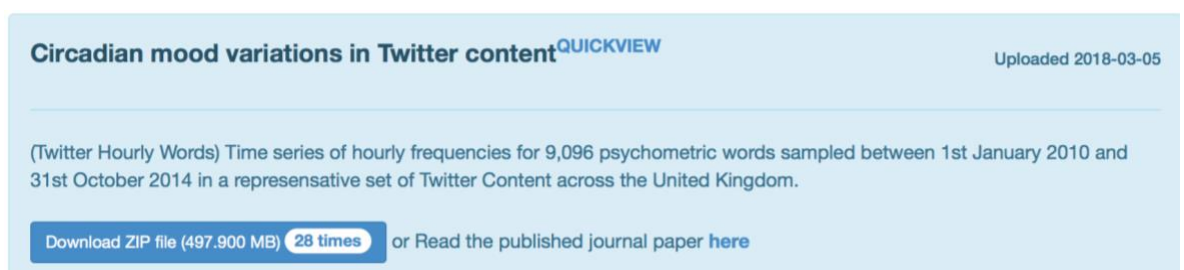 Circadian mood variations in Twitter content QUICKVIEW
Uploaded 2018-03-05
(Twitter Hourly Words) Time series of hourly frequencies for 9,096 psychometric words sampled between 1st January 2010 and
31st October 2014 in a represensative set of Twitter Content across the United Kingdom.
Download ZIP file (497.900 MB) 28 times or Read the published journal paper here